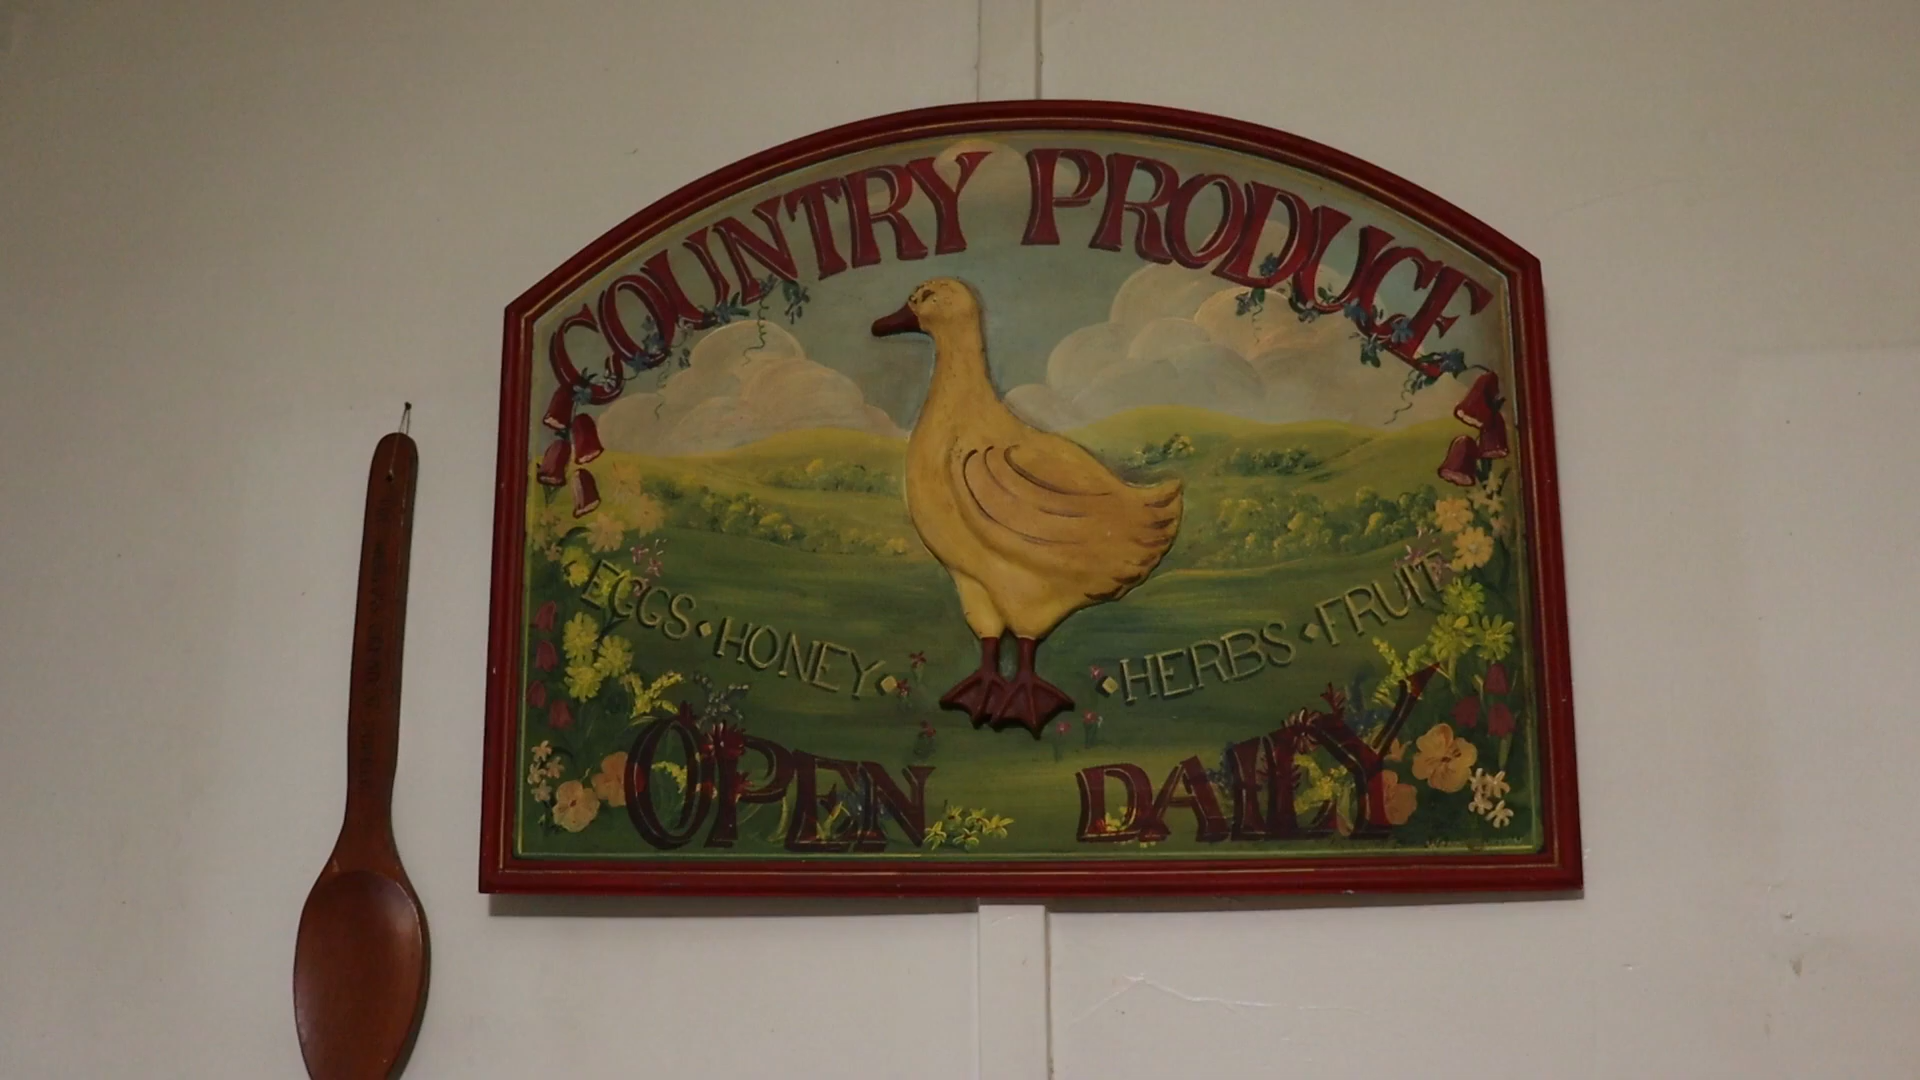 COUNTRY PRODUCE
EGGS • HONEY • • HERBS • FRUIT
OPEN DAILY